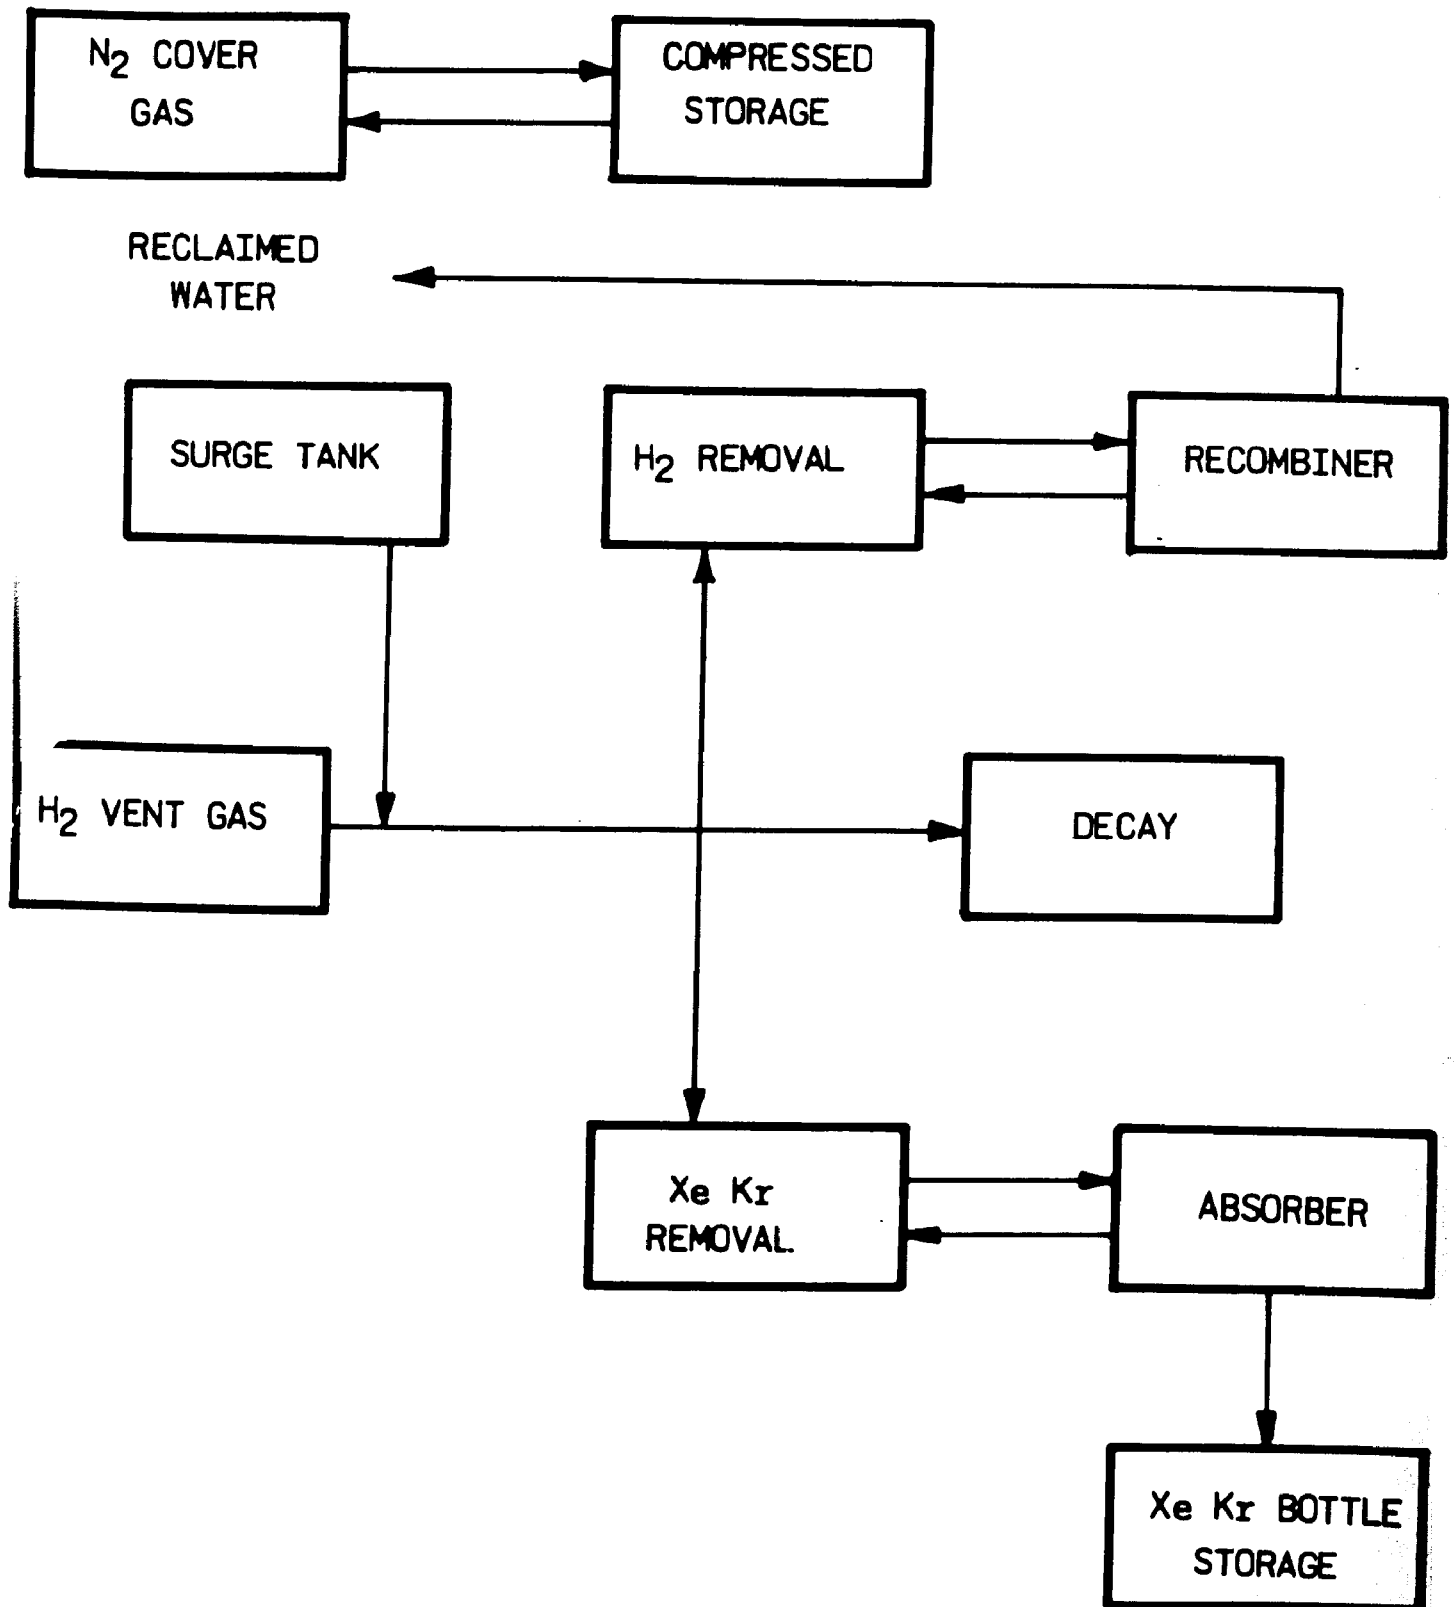 N2 COVER
GAS
COMPRESSED
STORAGE
RECLAIMED
WATER
SURGE TANK
H2 REMOVAL
RECOMBINER
H2 VENT GAS
DECAY
Xe Kr
REMOVAL.
ABSORBER
Xe Kr BOTTLE
STORAGE